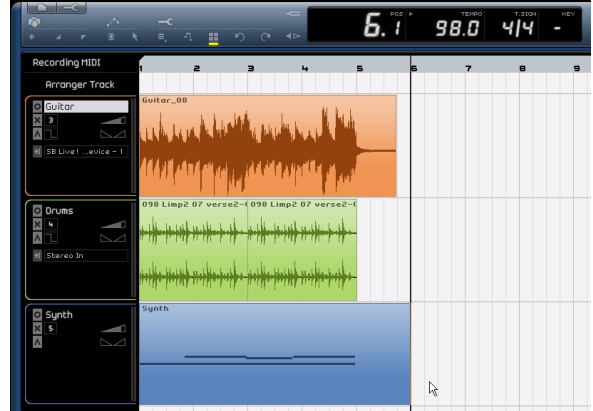 POS TEMPO T.SIGN KEY
6. 1 98.0 4/4 -
Recording MIDI
1 2 3 4 5 6 7 8 9
Arranger Track
Guitar
3
SB Live! ...evice - 1
Guitar_08
Drums
4
Stereo In
098 Limp2 07 verse2-( 098 Limp2 07 verse2-(
Synth
5
Synth